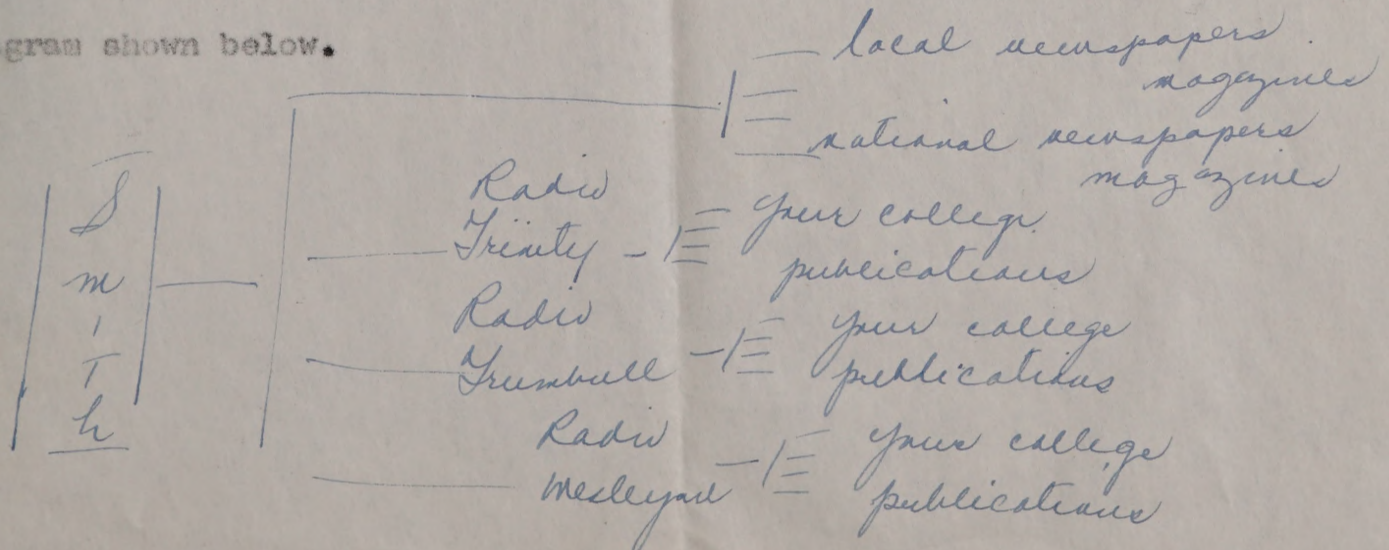 gram shown below.
local newspapers
magazines
national newspapers
magazines
Smith
Radio
Trinity
your college
publications
Radio
Trumbull
your college
publications
Radio
Wesleyan
your college
publications